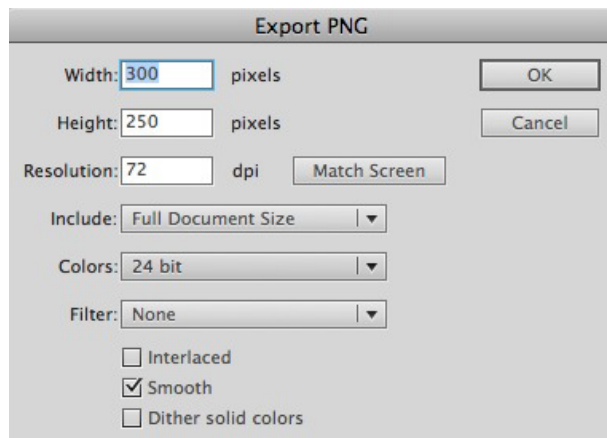 Export PNG
Width: 300 pixels OK
Height: 250 pixels Cancel
Resolution: 72 dpi Match Screen
Include: Full Document Size
Colors: 24 bit
Filter: None
Interlaced
Smooth
Dither solid colors